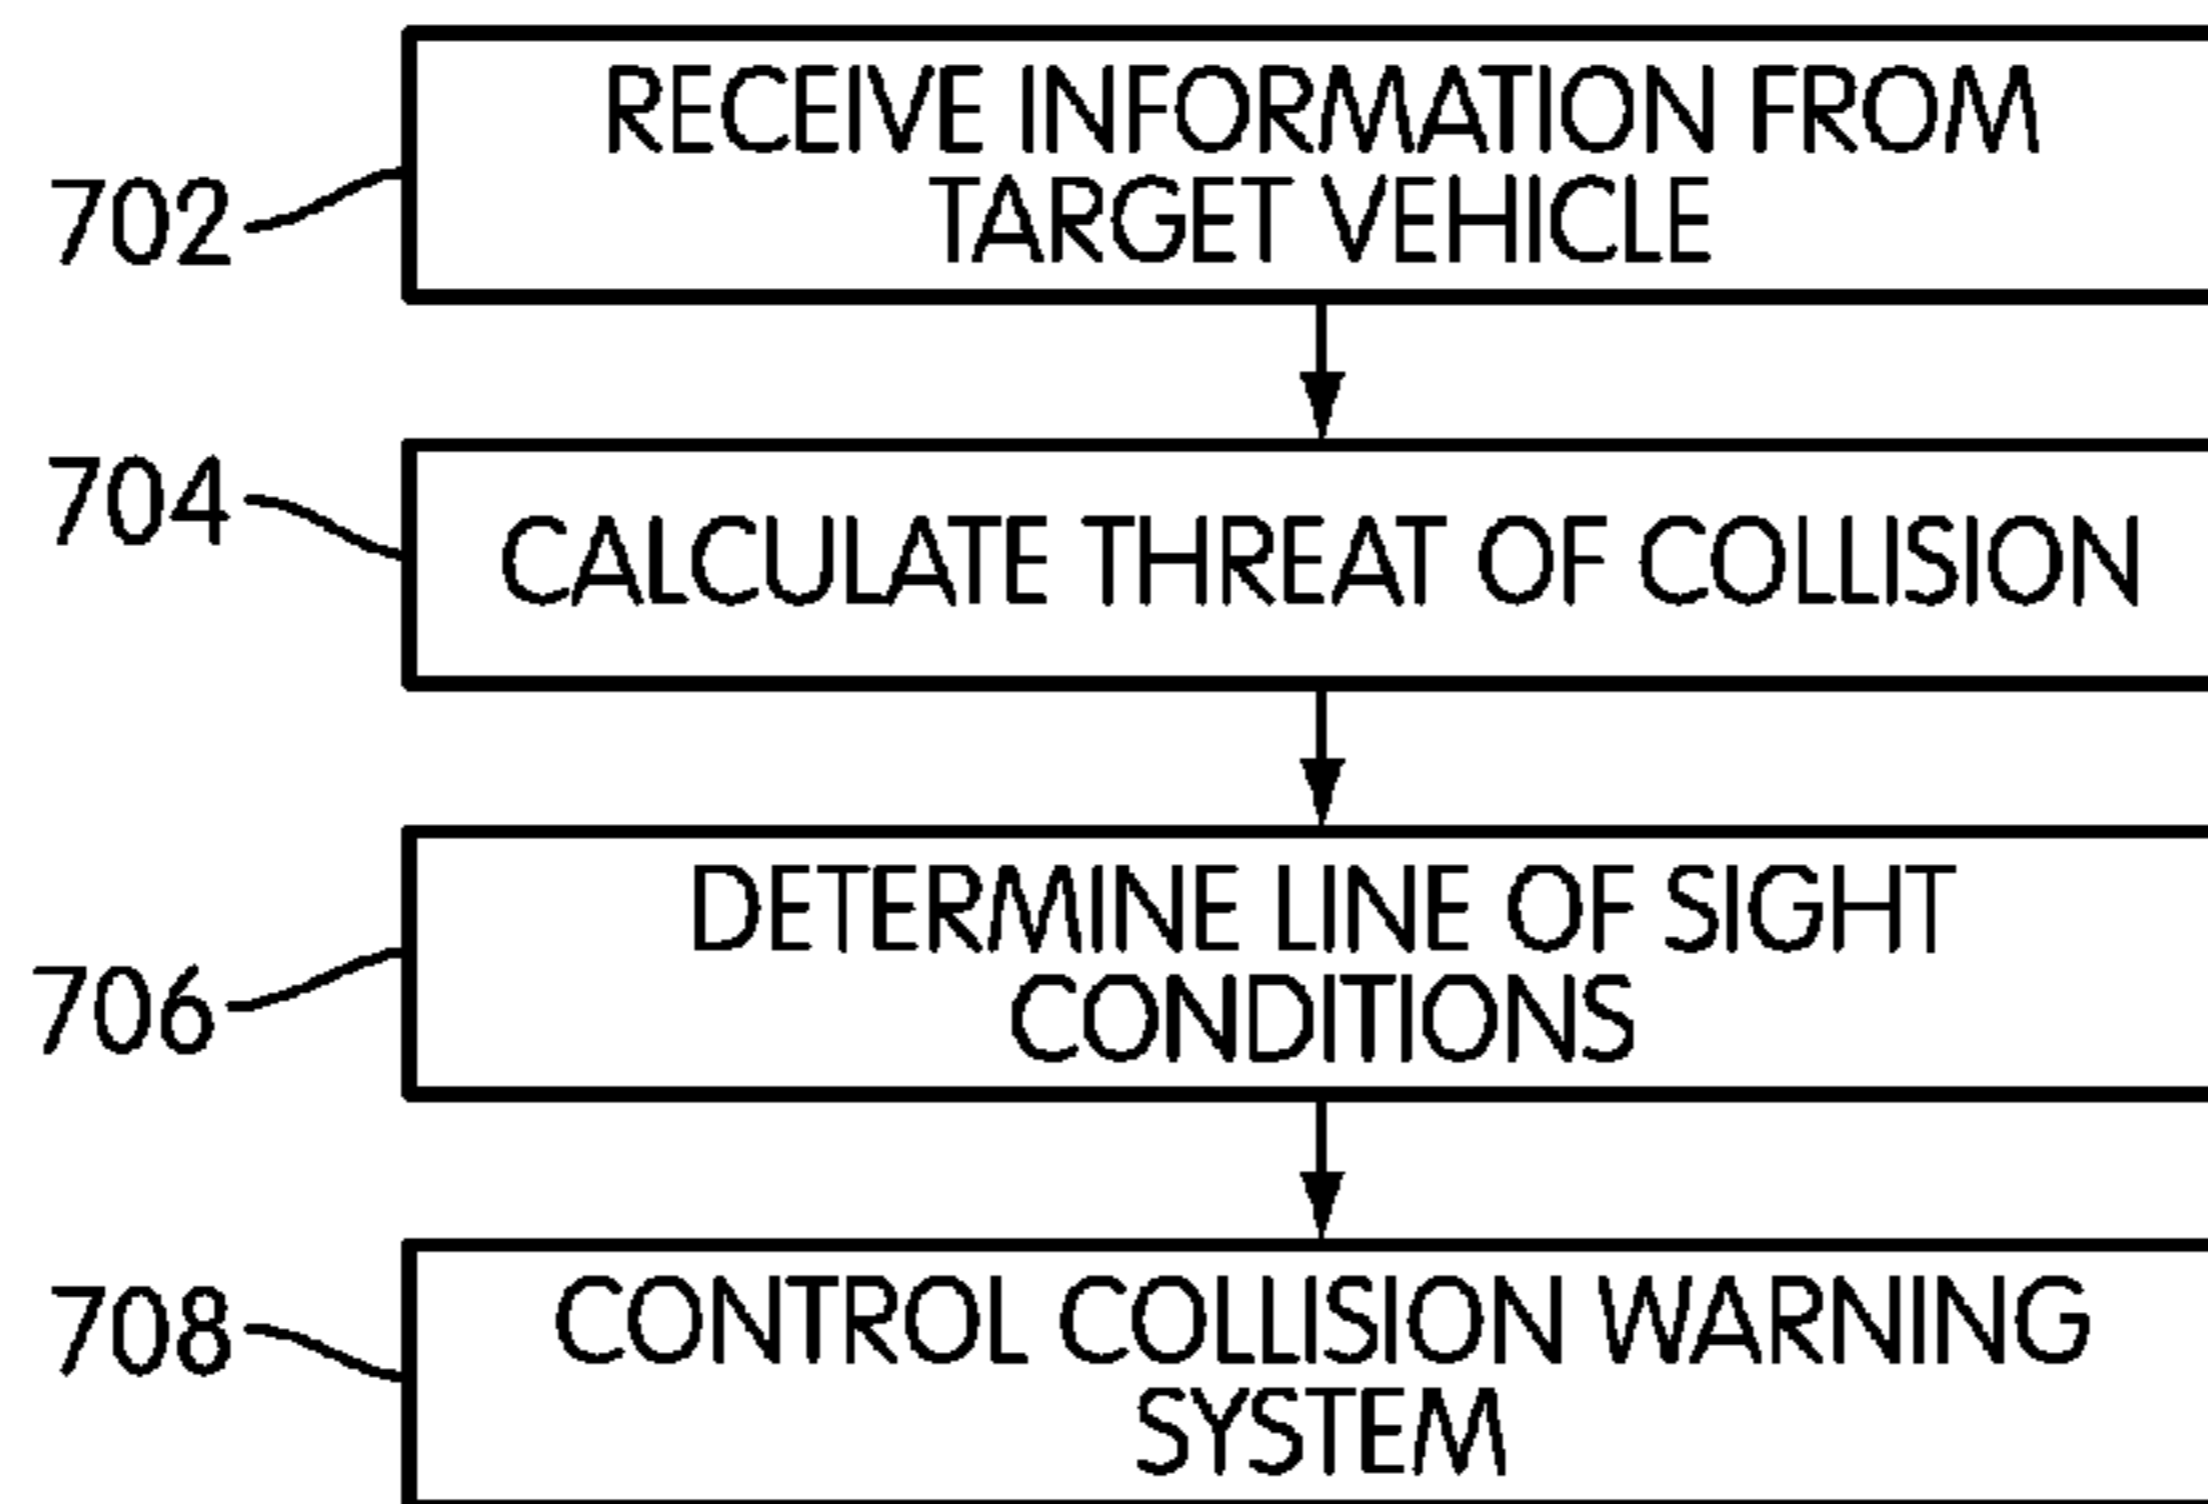 RECEIVE INFORMATION FROM
TARGET VEHICLE
702
704
CALCULATE THREAT OF COLLISION
DETERMINE LINE OF SIGHT
CONDITIONS
706
708
CONTROL COLLISION WARNING
SYSTEM